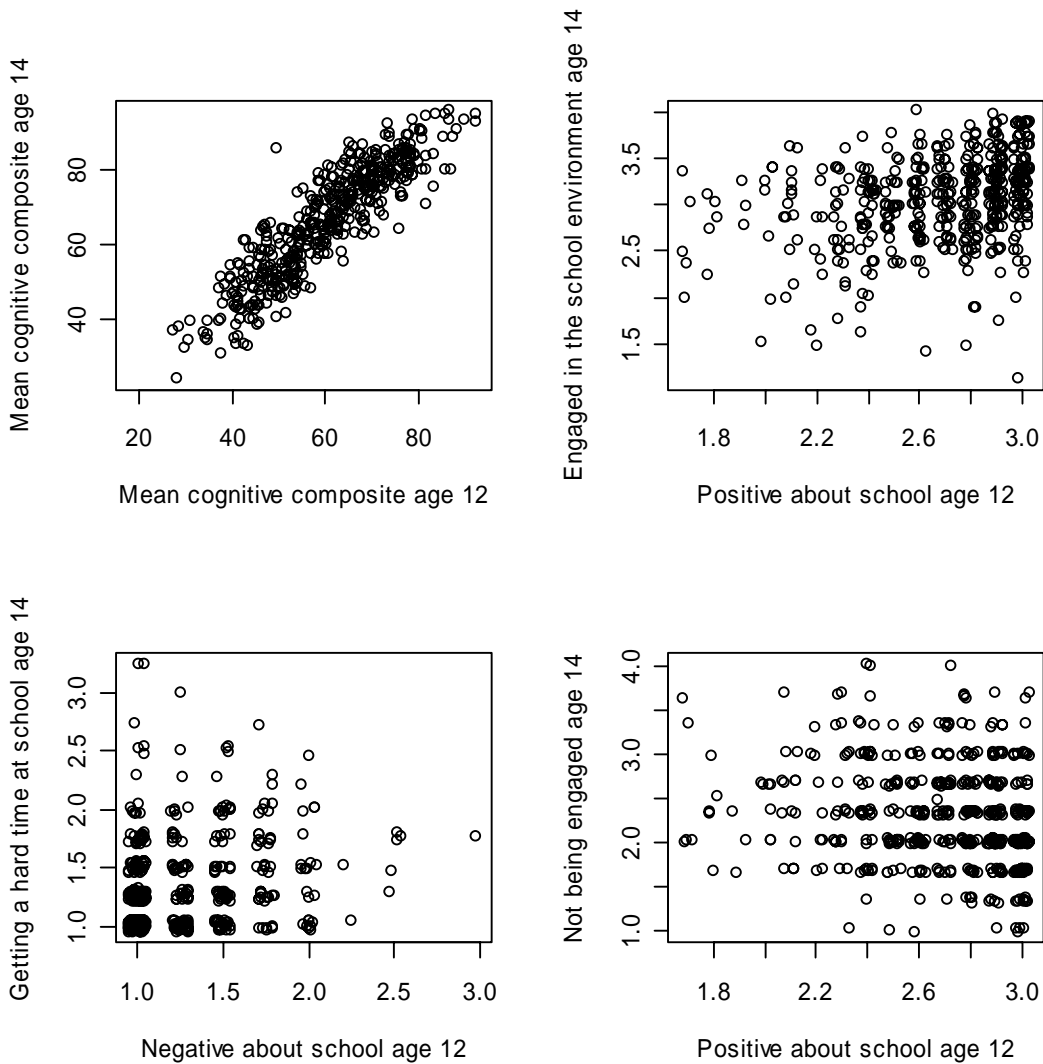 Mean cognitive composite age 14
80
60
40
20 40 60 80
Mean cognitive composite age 12
Engaged in the school environment age 14
3.5
2.5
1.5
1.8 2.2 2.6 3.0
Positive about school age 12
Getting a hard time at school age 14
3.0
2.5
2.0
1.5
1.0
1.0 1.5 2.0 2.5 3.0
Negative about school age 12
Not being engaged age 14
4.0
3.0
2.0
1.0
1.8 2.2 2.6 3.0
Positive about school age 12